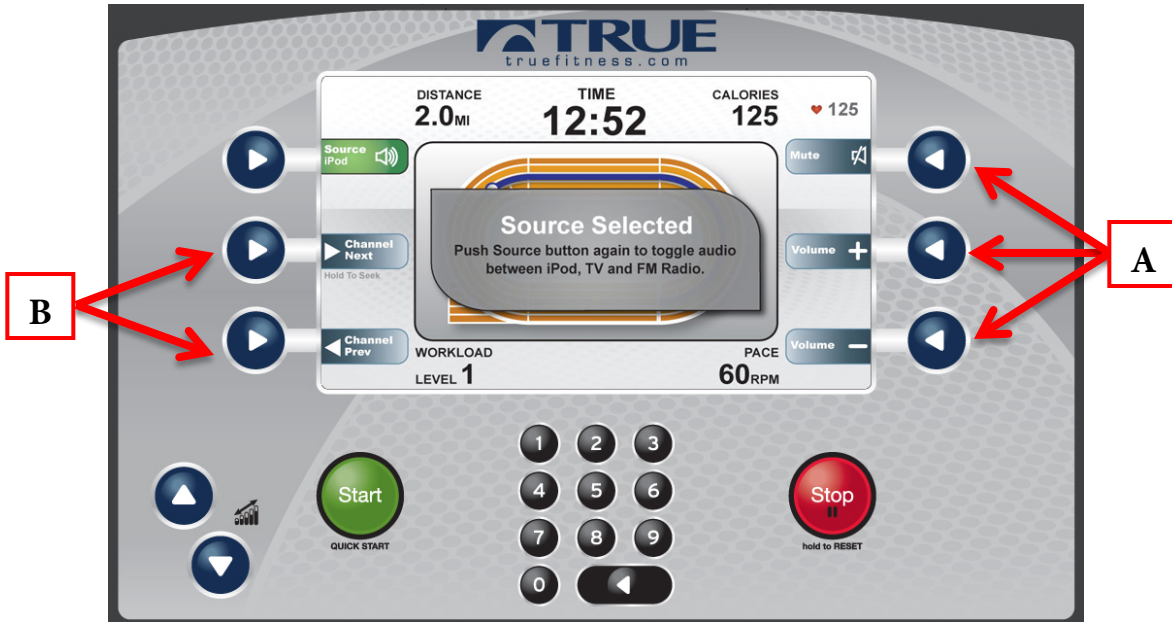 TRUE
truefitness.com
DISTANCE
2.0MI
TIME
12:52
CALORIES
125
125
Source
iPod
Mute
Source Selected
Push Source button again to toggle audio
between iPod, TV and FM Radio.
Channel
Next
Hold To Seek
Volume +
A
B
Channel
Prev
Volume −
WORKLOAD
LEVEL 1
PACE
60RPM
1 2 3
Start
QUICK START
4 5 6
Stop
hold to RESET
7 8 9
0